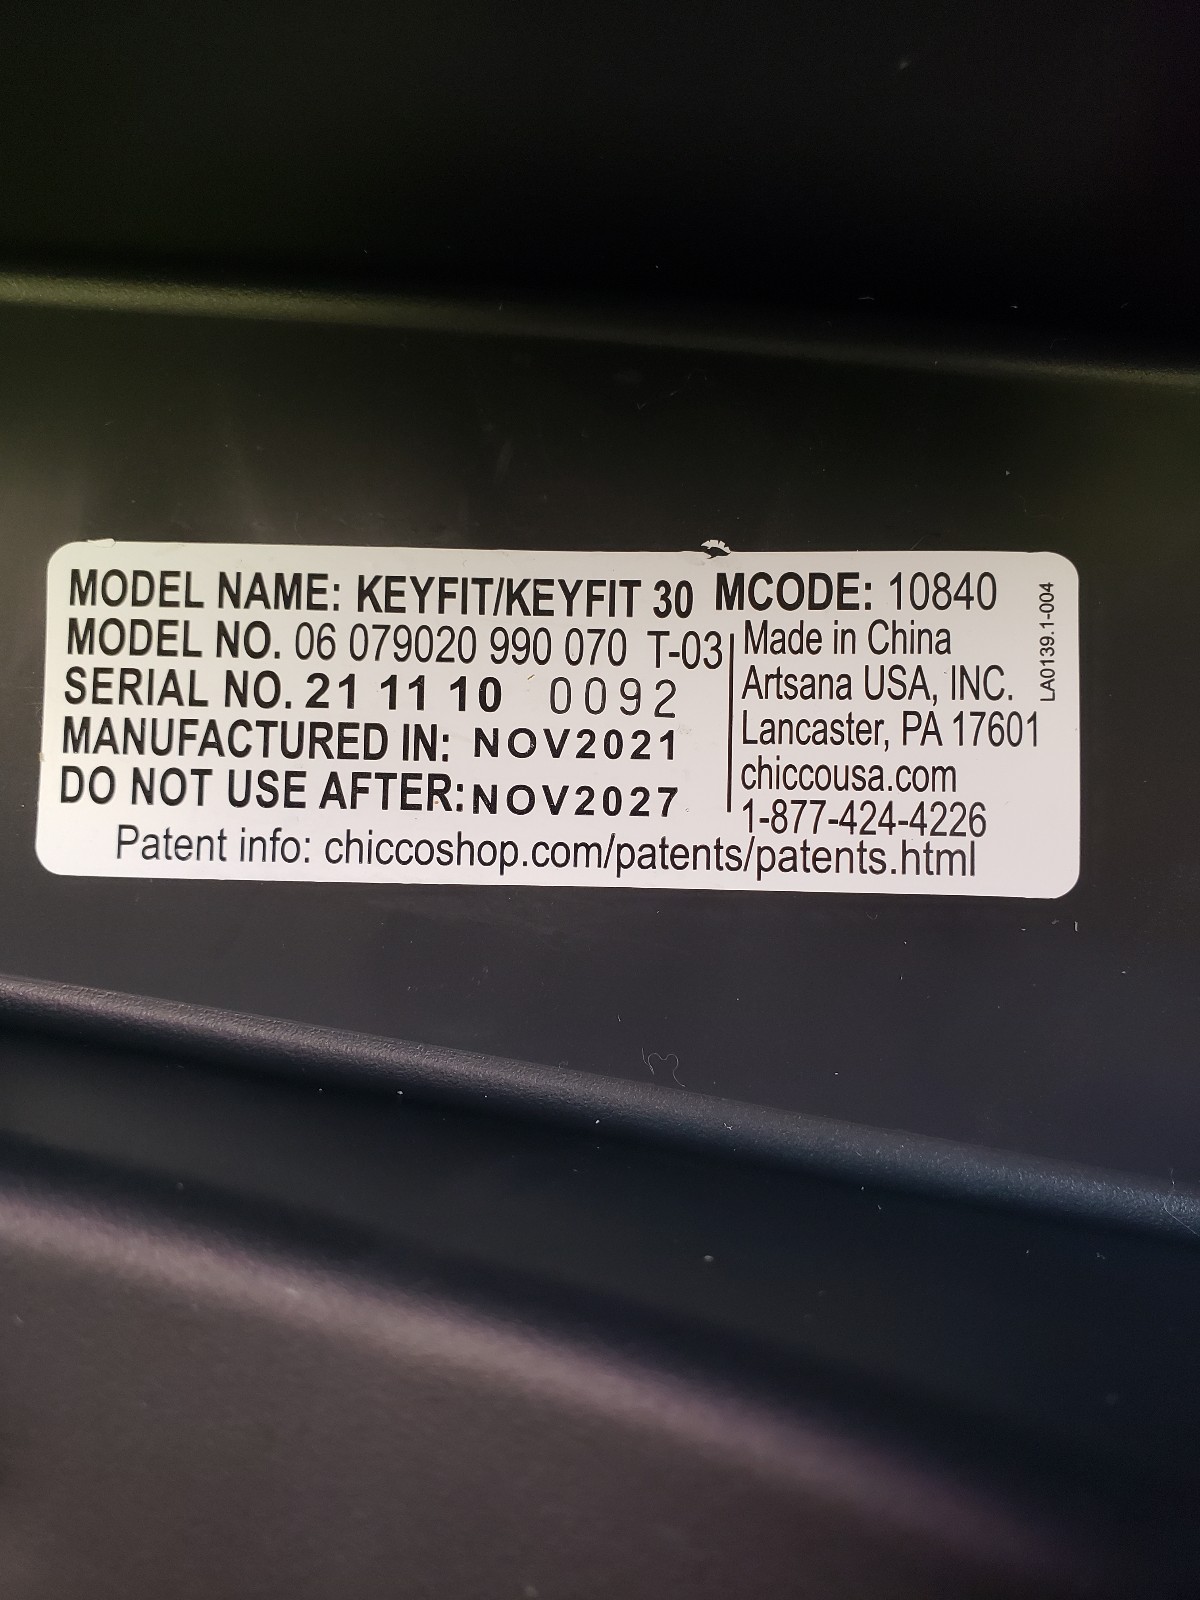 MODEL NAME: KEYFIT/KEYFIT 30 MCODE: 10840
MODEL NO. 06 079020 990 070 T-03
SERIAL NO. 21 11 10 0092
MANUFACTURED IN: NOV2021
DO NOT USE AFTER: NOV2027
Made in China
Artsana USA, INC.
Lancaster, PA 17601
chiccousa.com
1-877-424-4226
Patent info: chiccoshop.com/patents/patents.html
LA0139.1-004